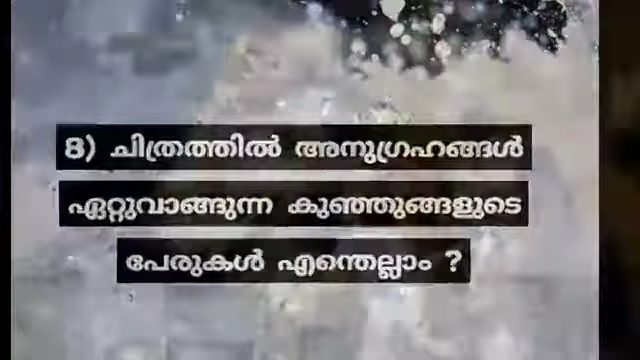 8) ചിത്രത്തിൽ അനുഗ്രഹങ്ങൾ
ഏറ്റുവാങ്ങുന്ന കുഞ്ഞുങ്ങളുടെ
പേരുകൾ എന്തെല്ലാം ?